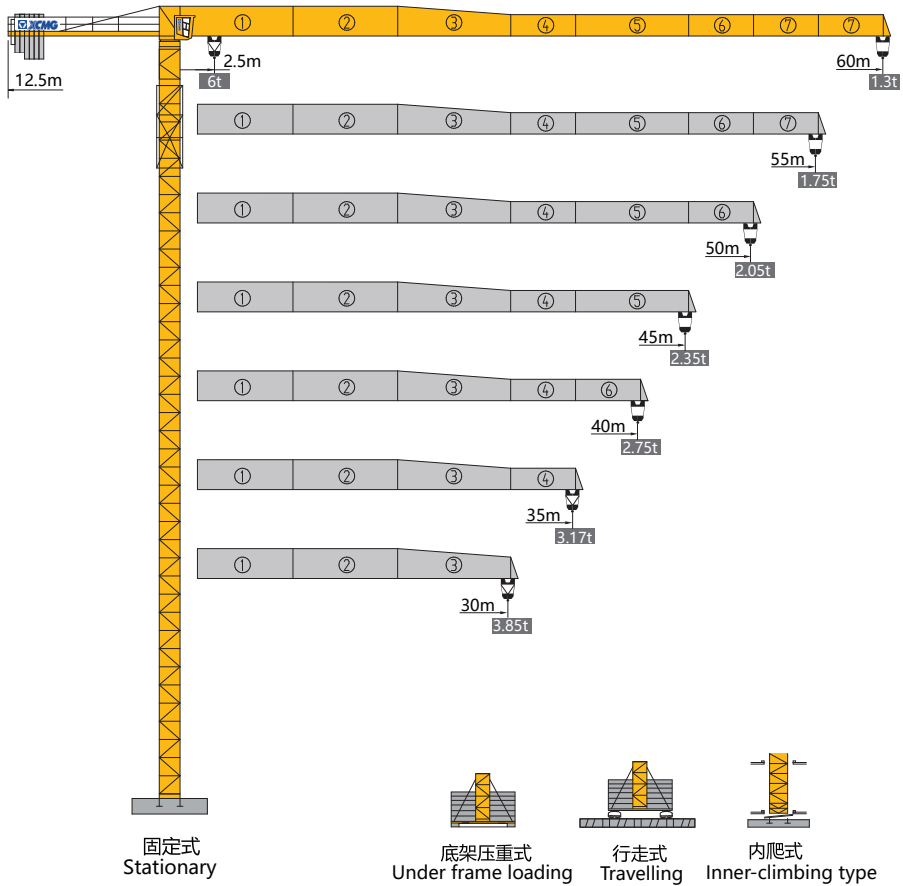 XCMG
① ② ③ ④ ⑤ ⑥ ⑦ ⑦
12.5m
2.5m
6t
60m
1.3t
① ② ③ ④ ⑤ ⑥ ⑦
55m
1.75t
① ② ③ ④ ⑤ ⑥
50m
2.05t
① ② ③ ④ ⑤
45m
2.35t
① ② ③ ④ ⑥
40m
2.75t
① ② ③ ④
35m
3.17t
① ② ③
30m
3.85t
固定式
Stationary
底架压重式
Under frame loading
行走式
Travelling
内爬式
Inner-climbing type